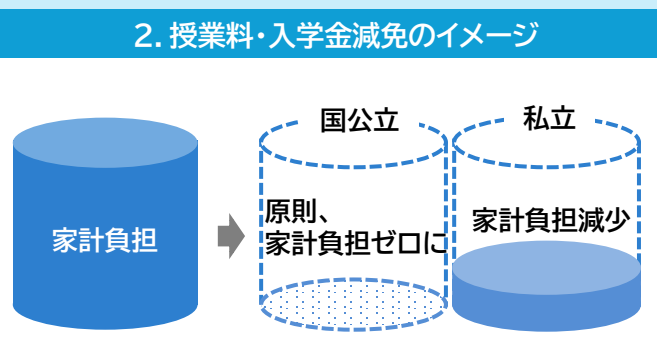 2. 授業料・入学金減免のイメージ
家計負担
国公立
原則、
家計負担ゼロに
私立
家計負担減少